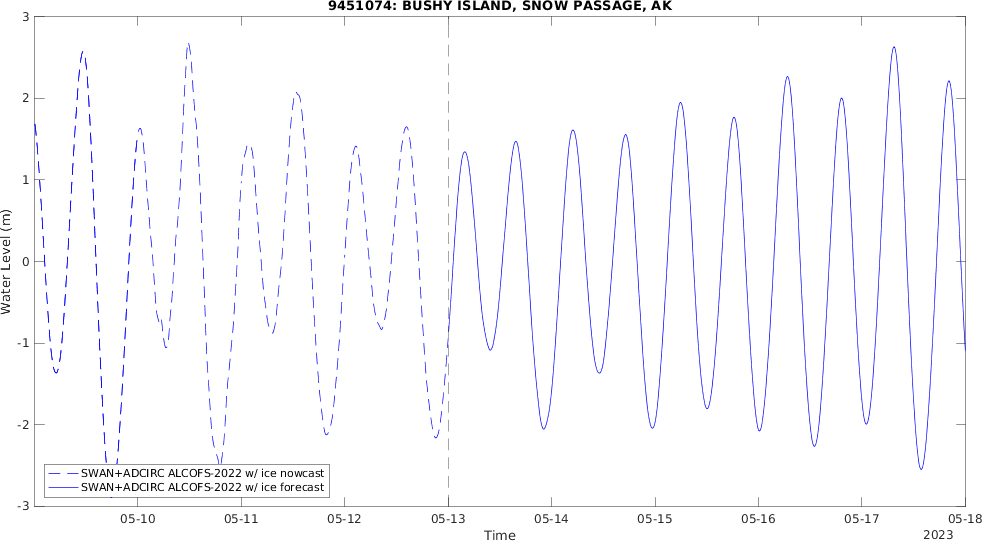 9451074: BUSHY ISLAND, SNOW PASSAGE, AK
3
2
1
0
-1
-2
-3
Water Level (m)
SWAN+ADCIRC ALCOFS-2022 w/ ice nowcast
SWAN+ADCIRC ALCOFS-2022 w/ ice forecast
05-10 05-11 05-12 05-13 05-14 05-15 05-16 05-17 05-18
Time
2023